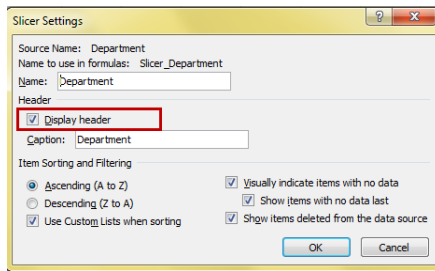 Slicer Settings
Source Name: Department
Name to use in formulas: Slicer_Department
Name: Department
Header
Display header
Caption: Department
Item Sorting and Filtering
Ascending (A to Z)
Descending (Z to A)
Use Custom Lists when sorting
Visually indicate items with no data
Show items with no data last
Show items deleted from the data source
OK Cancel